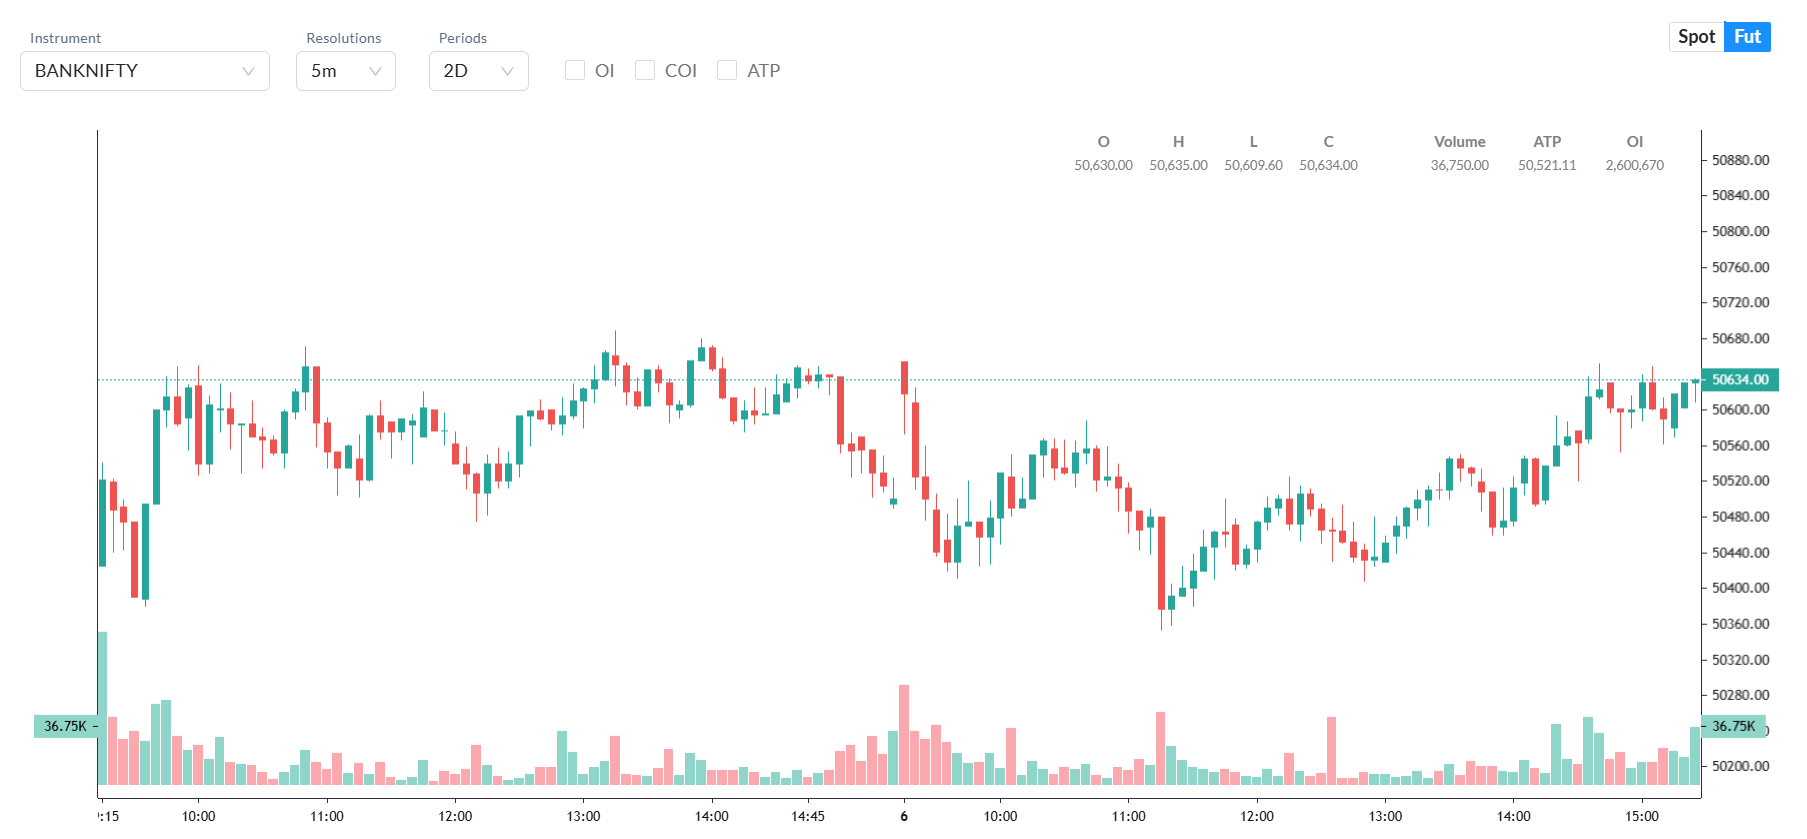 Instrument Resolutions Periods
BANKNIFTY 5m 2D OI COI ATP
Spot Fut
O H L C Volume ATP OI
50,630.00 50,635.00 50,609.60 50,634.00 36,750.00 50,521.11 2,600,670
50880.00
50840.00
50800.00
50760.00
50720.00
50680.00
50634.00
50600.00
50560.00
50520.00
50480.00
50440.00
50400.00
50360.00
50320.00
50280.00
36.75K 36.75K
50200.00
:15 10:00 11:00 12:00 13:00 14:00 14:45 6 10:00 11:00 12:00 13:00 14:00 15:00